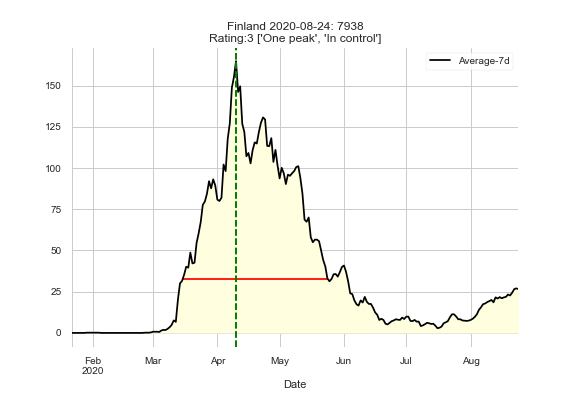 Finland 2020-08-24: 7938
Rating:3 ['One peak', 'In control']
Average-7d
150
125
100
75
50
25
0
Feb
2020
Mar
Apr
May
Jun
Jul
Aug
Date